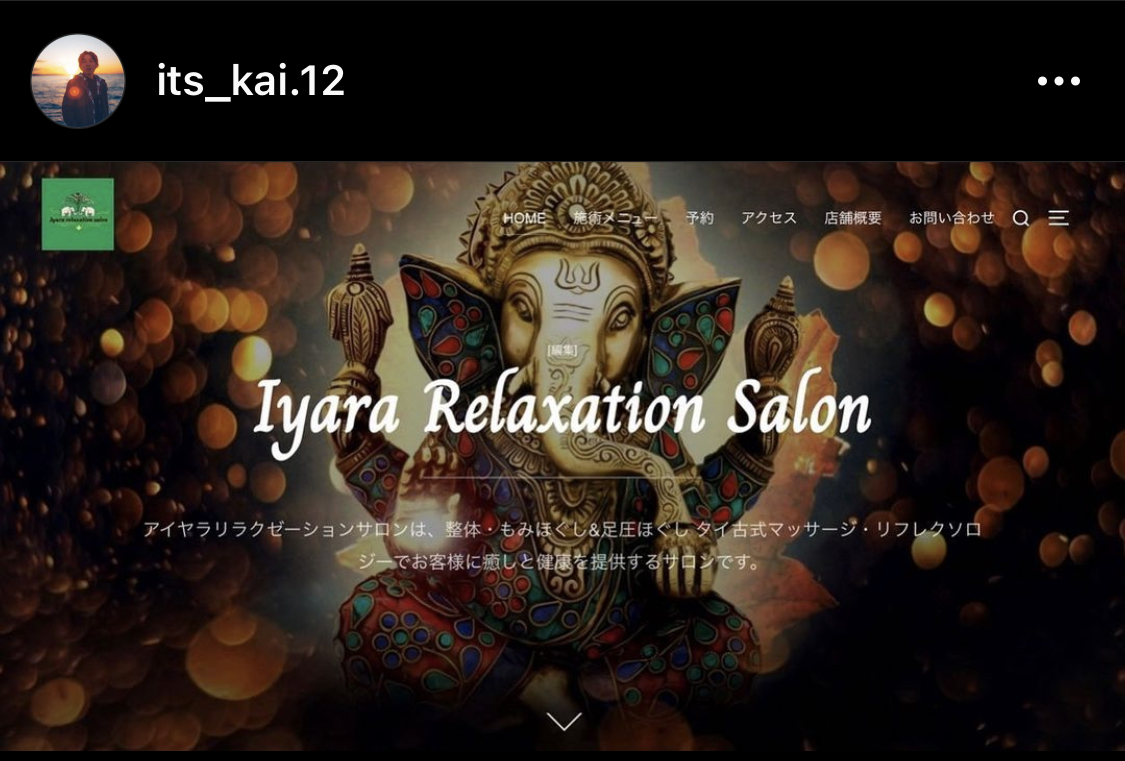 its_kai.12
Iyara relaxation salon
HOME 施術メニュー 予約 アクセス 店舗概要 お問い合わせ
[編集]
Iyara Relaxation Salon
アイヤラリラクゼーションサロンは、整体・もみほぐし&足圧ほぐし タイ古式マッサージ・リフレクソロ
ジーでお客様に癒しと健康を提供するサロンです。